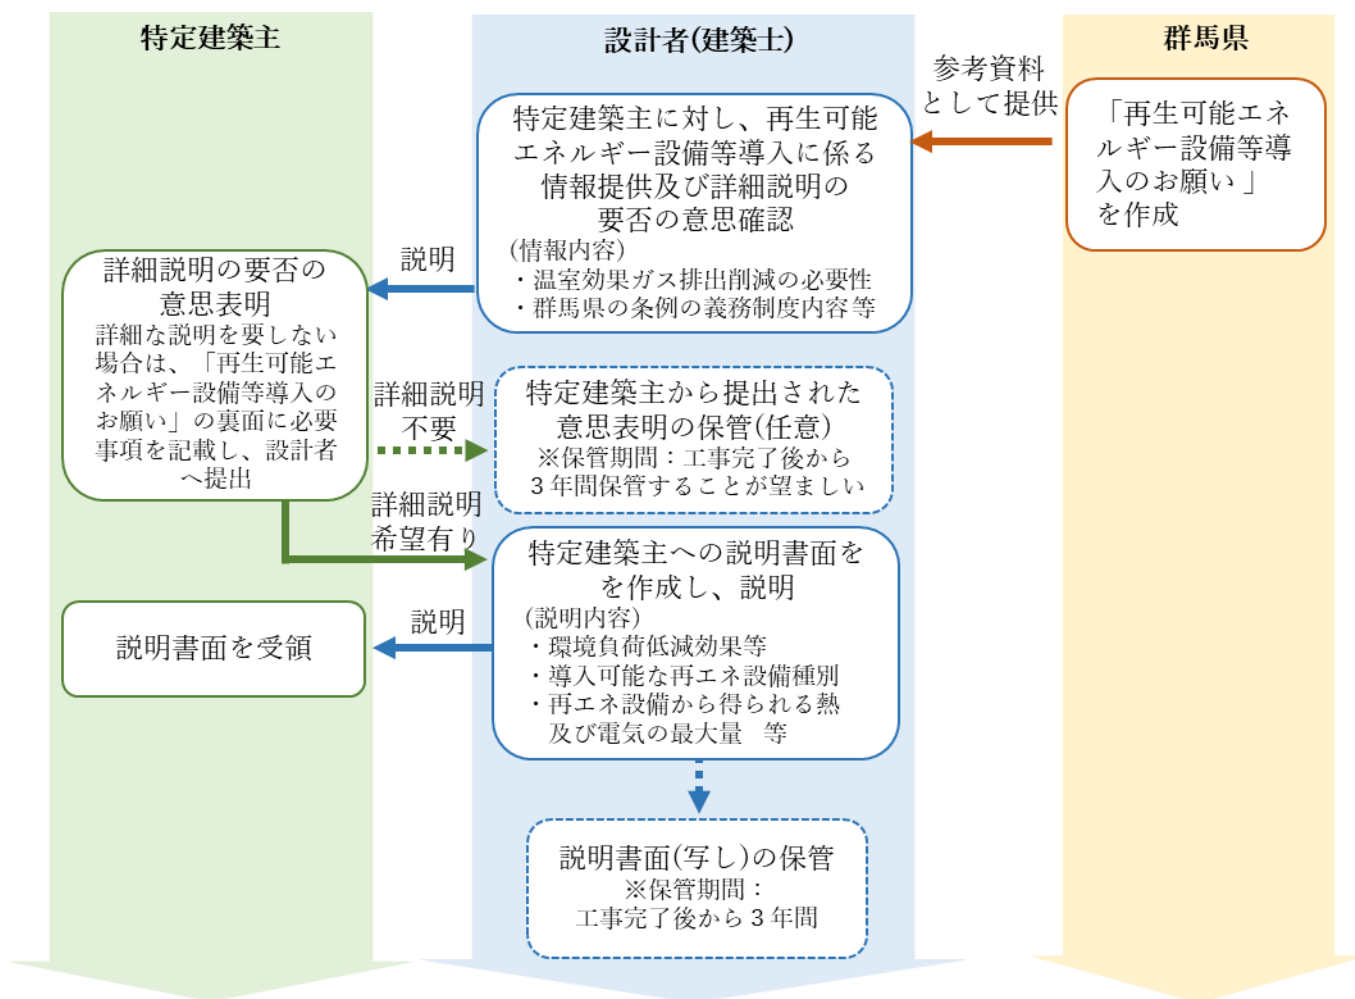 特定建築主
設計者(建築士)
群馬県
参考資料
として提供
「再生可能エネ
ルギー設備等導
入のお願い」
を作成
特定建築主に対し、再生可能
エネルギー設備等導入に係る
情報提供及び詳細説明の
要否の意思確認
(情報内容)
・温室効果ガス排出削減の必要性
・群馬県の条例の義務制度内容等
説明
詳細説明の要否の
意思表明
詳細な説明を要しない
場合は、「再生可能エ
ネルギー設備等導入の
お願い」の裏面に必要
事項を記載し、設計者
へ提出
詳細説明
不要
特定建築主から提出された
意思表明の保管(任意)
※保管期間：工事完了後から
３年間保管することが望ましい
詳細説明
希望有り
特定建築主への説明書面を
を作成し、説明
(説明内容)
・環境負荷低減効果等
・導入可能な再エネ設備種別
・再エネ設備から得られる熱
及び電気の最大量　等
説明
説明書面を受領
説明書面(写し)の保管
※保管期間：
工事完了後から３年間